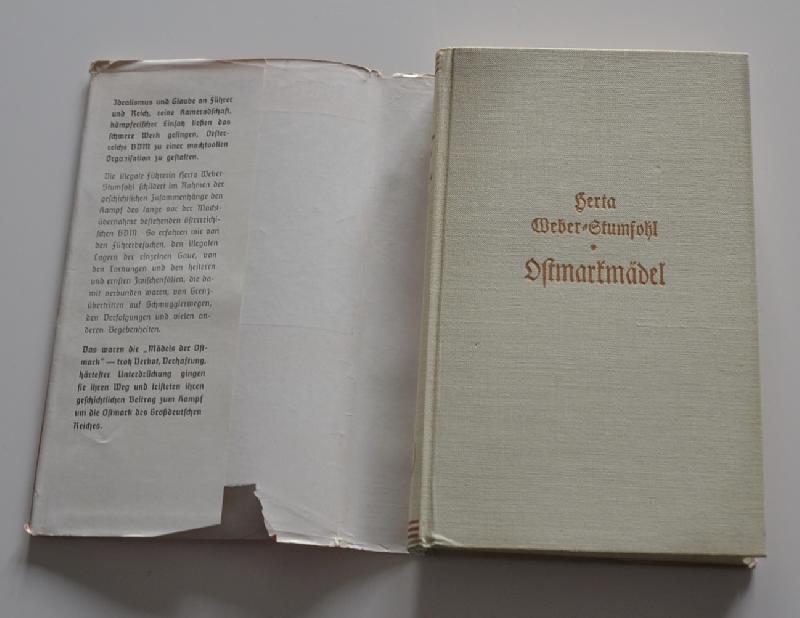 Idealismus und Glaube an Führer
und Reich, reine Kameradschaft,
kämpferischer Einsatz ließen das
schwere Werk gelingen, Oester-
reichs BDM zu einer machtvollen
Organisation zu gestalten.
Die illegale Führerin Herta Weber-
Stumfohl schildert im Rahmen der
geschichtlichen Zusammenhänge den
Kampf des lange vor der Macht-
übernahme bestehenden österreichi-
schen BDM. So erfahren wir von
den Führerbesuchen, den illegalen
Lagern der einzelnen Gaue, von
den Tarnungen und den heiteren
und ernsten Zwischenfällen, die da-
mit verbunden waren, von Grenz-
übertritten auf Schmugglerwegen,
den Verfolgungen und vielen an-
deren Begebenheiten.
Das waren die „Mädels der Ost-
mark" — trotz Verbot, Verhaftung,
härtester Unterdrückung gingen
sie ihren Weg und leisteten ihren
geschichtlichen Beitrag zum Kampf
um die Ostmark des Großdeutschen
Reiches.
Herta
Weber-Stumfohl
*
Ostmarkmädel